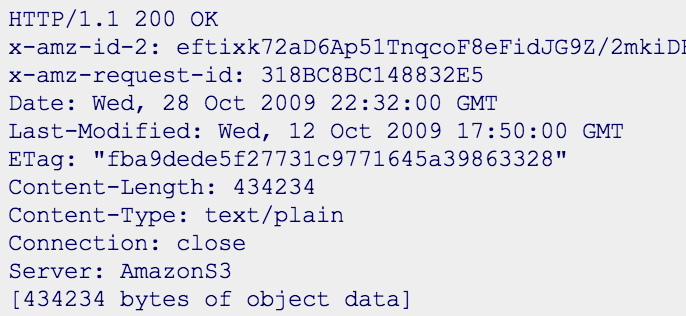 HTTP/1.1 200 OK
x-amz-id-2: eftixk72aD6Ap51TnqcoF8eFidJG9Z/2mkiD
x-amz-request-id: 318BC8BC148832E5
Date: Wed, 28 Oct 2009 22:32:00 GMT
Last-Modified: Wed, 12 Oct 2009 17:50:00 GMT
ETag: "fba9dede5f27731c9771645a39863328"
Content-Length: 434234
Content-Type: text/plain
Connection: close
Server: AmazonS3
[434234 bytes of object data]